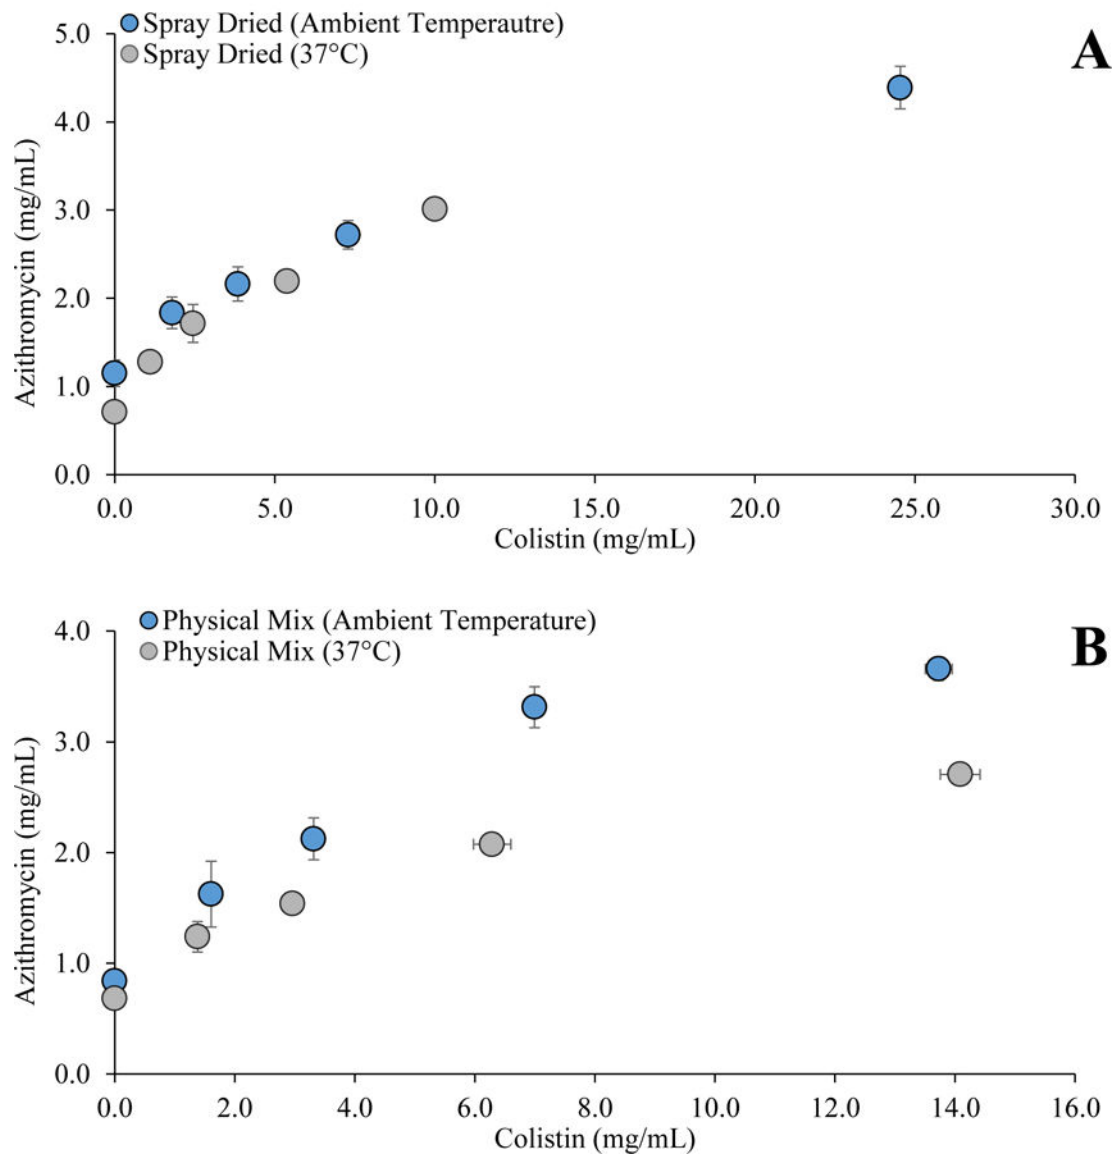 Spray Dried (Ambient Temperautre)
Spray Dried (37°C)
A
5.0
4.0
3.0
2.0
1.0
0.0
Azithromycin (mg/mL)
0.0 5.0 10.0 15.0 20.0 25.0 30.0
Colistin (mg/mL)
Physical Mix (Ambient Temperature)
Physical Mix (37°C)
B
4.0
3.0
2.0
1.0
0.0
Azithromycin (mg/mL)
0.0 2.0 4.0 6.0 8.0 10.0 12.0 14.0 16.0
Colistin (mg/mL)